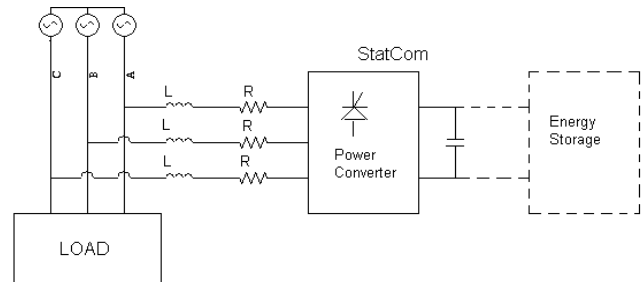 StatCom
C
B
A
L
R
L
R
L
R
Power
Converter
Energy
Storage
LOAD